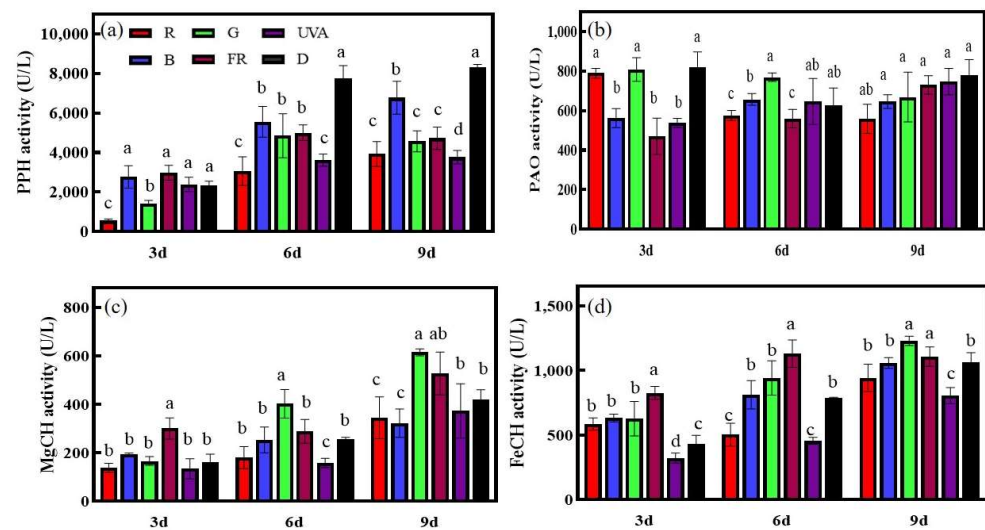 (a)
R G UVA
B FR D
PPH activity (U/L)
10,000
8,000
6,000
4,000
2,000
0
c a b a a a
c b b b c a
c b c c d a
3d 6d 9d
(b)
PAO activity (U/L)
1,000
800
600
400
200
0
a b a b b a
c b a c ab ab
ab a a a a a
3d 6d 9d
(c)
MgCH activity (U/L)
800
600
400
200
0
b b b a b b
b b a b c b
c c a ab b b
3d 6d 9d
(d)
FeCH activity (U/L)
1,500
1,000
500
0
b b b a d c
c b b a c b
b b a a c b
3d 6d 9d